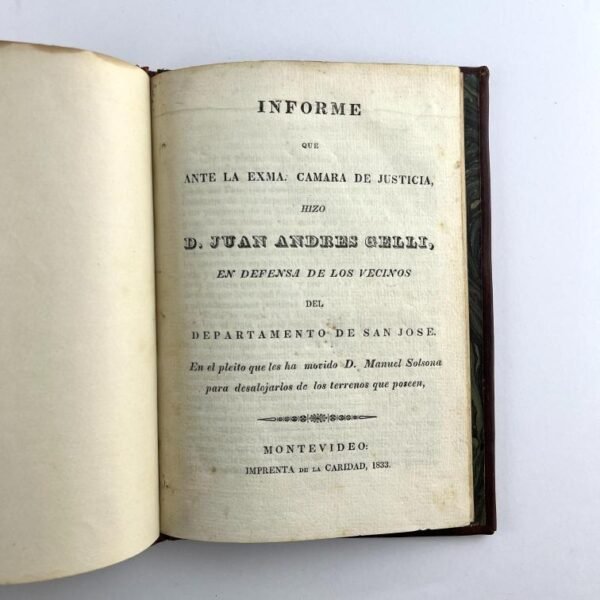 INFORME
QUE
ANTE LA EXMA. CAMARA DE JUSTICIA,
HIZO
D. JUAN ANDRES GELLI,
EN DEFENSA DE LOS VECINOS
DEL
DEPARTAMENTO DE SAN JOSE.
En el pleito que les ha movido D. Manuel Solsona
para desalojarlos de los terrenos que poseen,
MONTEVIDEO:
IMPRENTA DE LA CARIDAD, 1833.